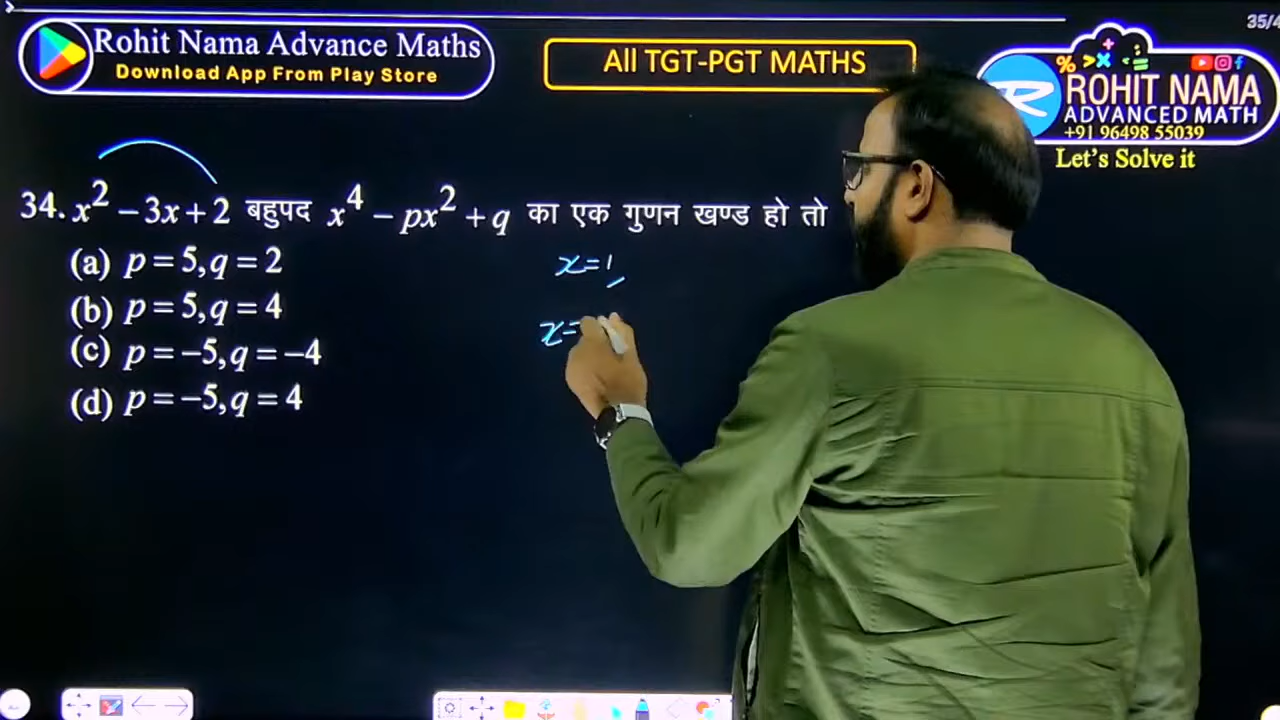 35/4
Rohit Nama Advance Maths
Download App From Play Store
All TGT-PGT MATHS
ROHIT NAMA
ADVANCED MATH
+91 96498 55039
Let's Solve it
34. x² − 3x + 2 बहुपद x⁴ − px² + q का एक गुणन खण्ड हो तो
(a) p = 5, q = 2
(b) p = 5, q = 4
(c) p = −5, q = −4
(d) p = −5, q = 4
x = 1
x =